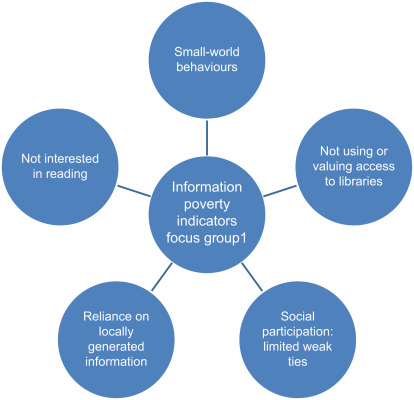 Small-world
behaviours
Not interested
in reading
Not using or
valuing access
to libraries
Information
poverty
indicators
focus group1
Reliance on
locally
generated
information
Social
participation:
limited weak
ties